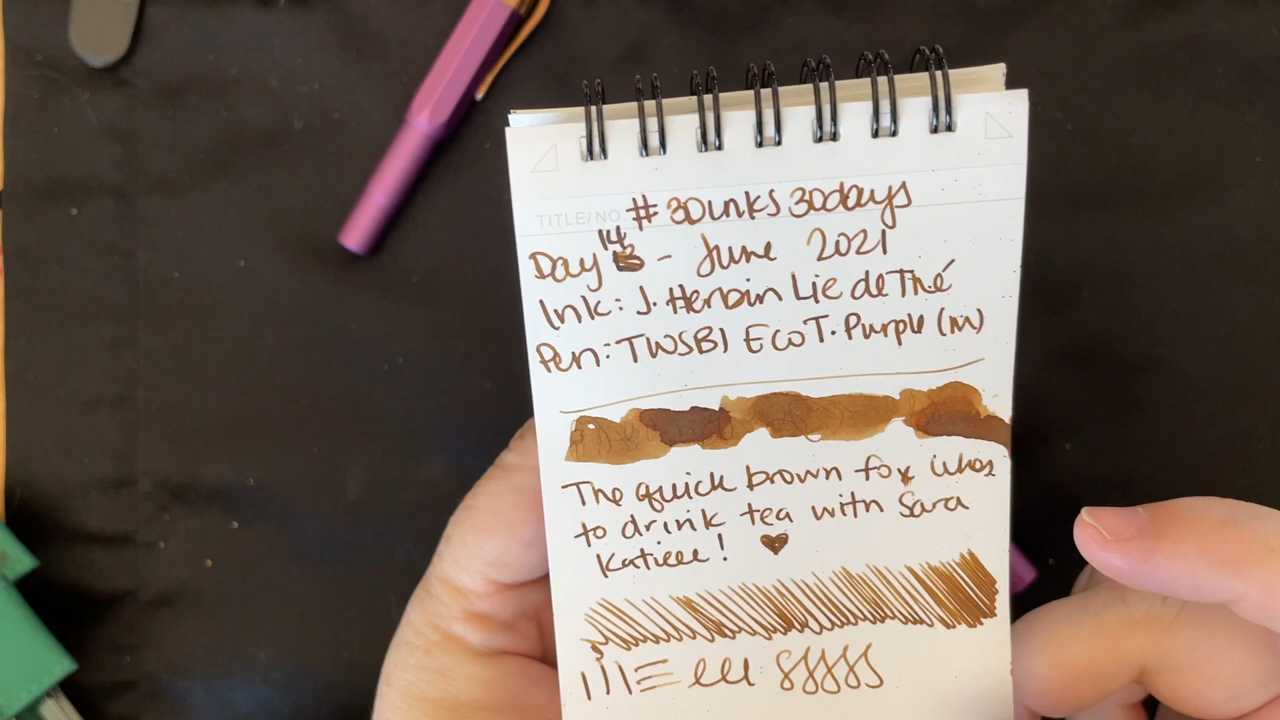 TITLE/NO.
#30inks30days
Day 14 - June 2021
Ink: J. Herbin Lie de Thé
Pen: TWSBI Eco T. Purple (M)
The quick brown fox likes
to drink tea with Sara
Katieee!